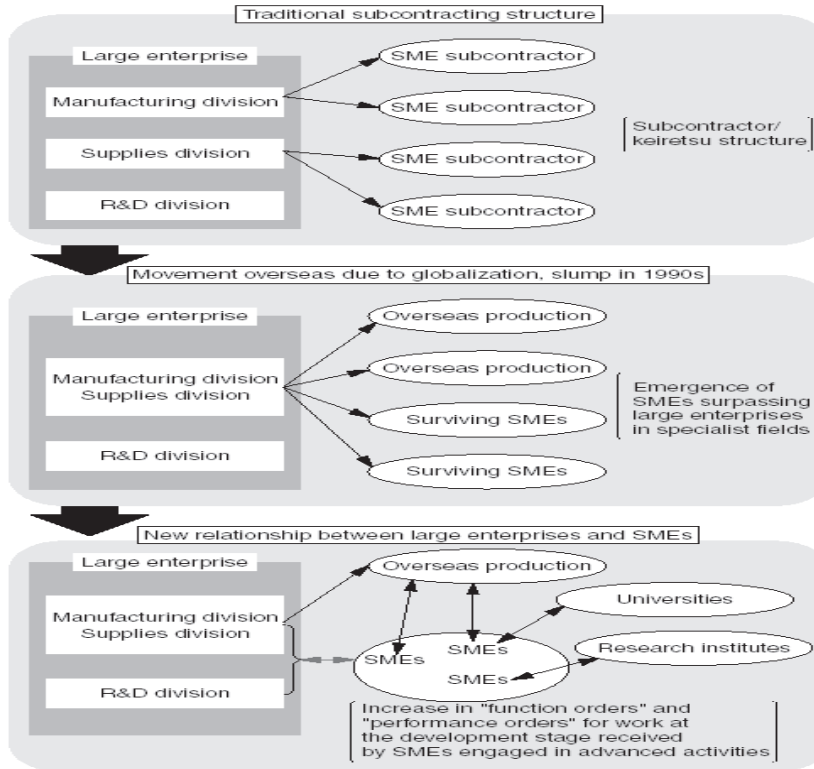 Traditional subcontracting structure
Large enterprise
Manufacturing division
Supplies division
R&D division
SME subcontractor
SME subcontractor
SME subcontractor
SME subcontractor
Subcontractor/
keiretsu structure
Movement overseas due to globalization, slump in 1990s
Large enterprise
Manufacturing division
Supplies division
R&D division
Overseas production
Overseas production
Surviving SMEs
Surviving SMEs
Emergence of
SMEs surpassing
large enterprises
in specialist fields
New relationship between large enterprises and SMEs
Large enterprise
Manufacturing division
Supplies division
R&D division
Overseas production
Universities
Research institutes
SMEs
SMEs
SMEs
Increase in "function orders" and
"performance orders" for work at
the development stage received
by SMEs engaged in advanced activities